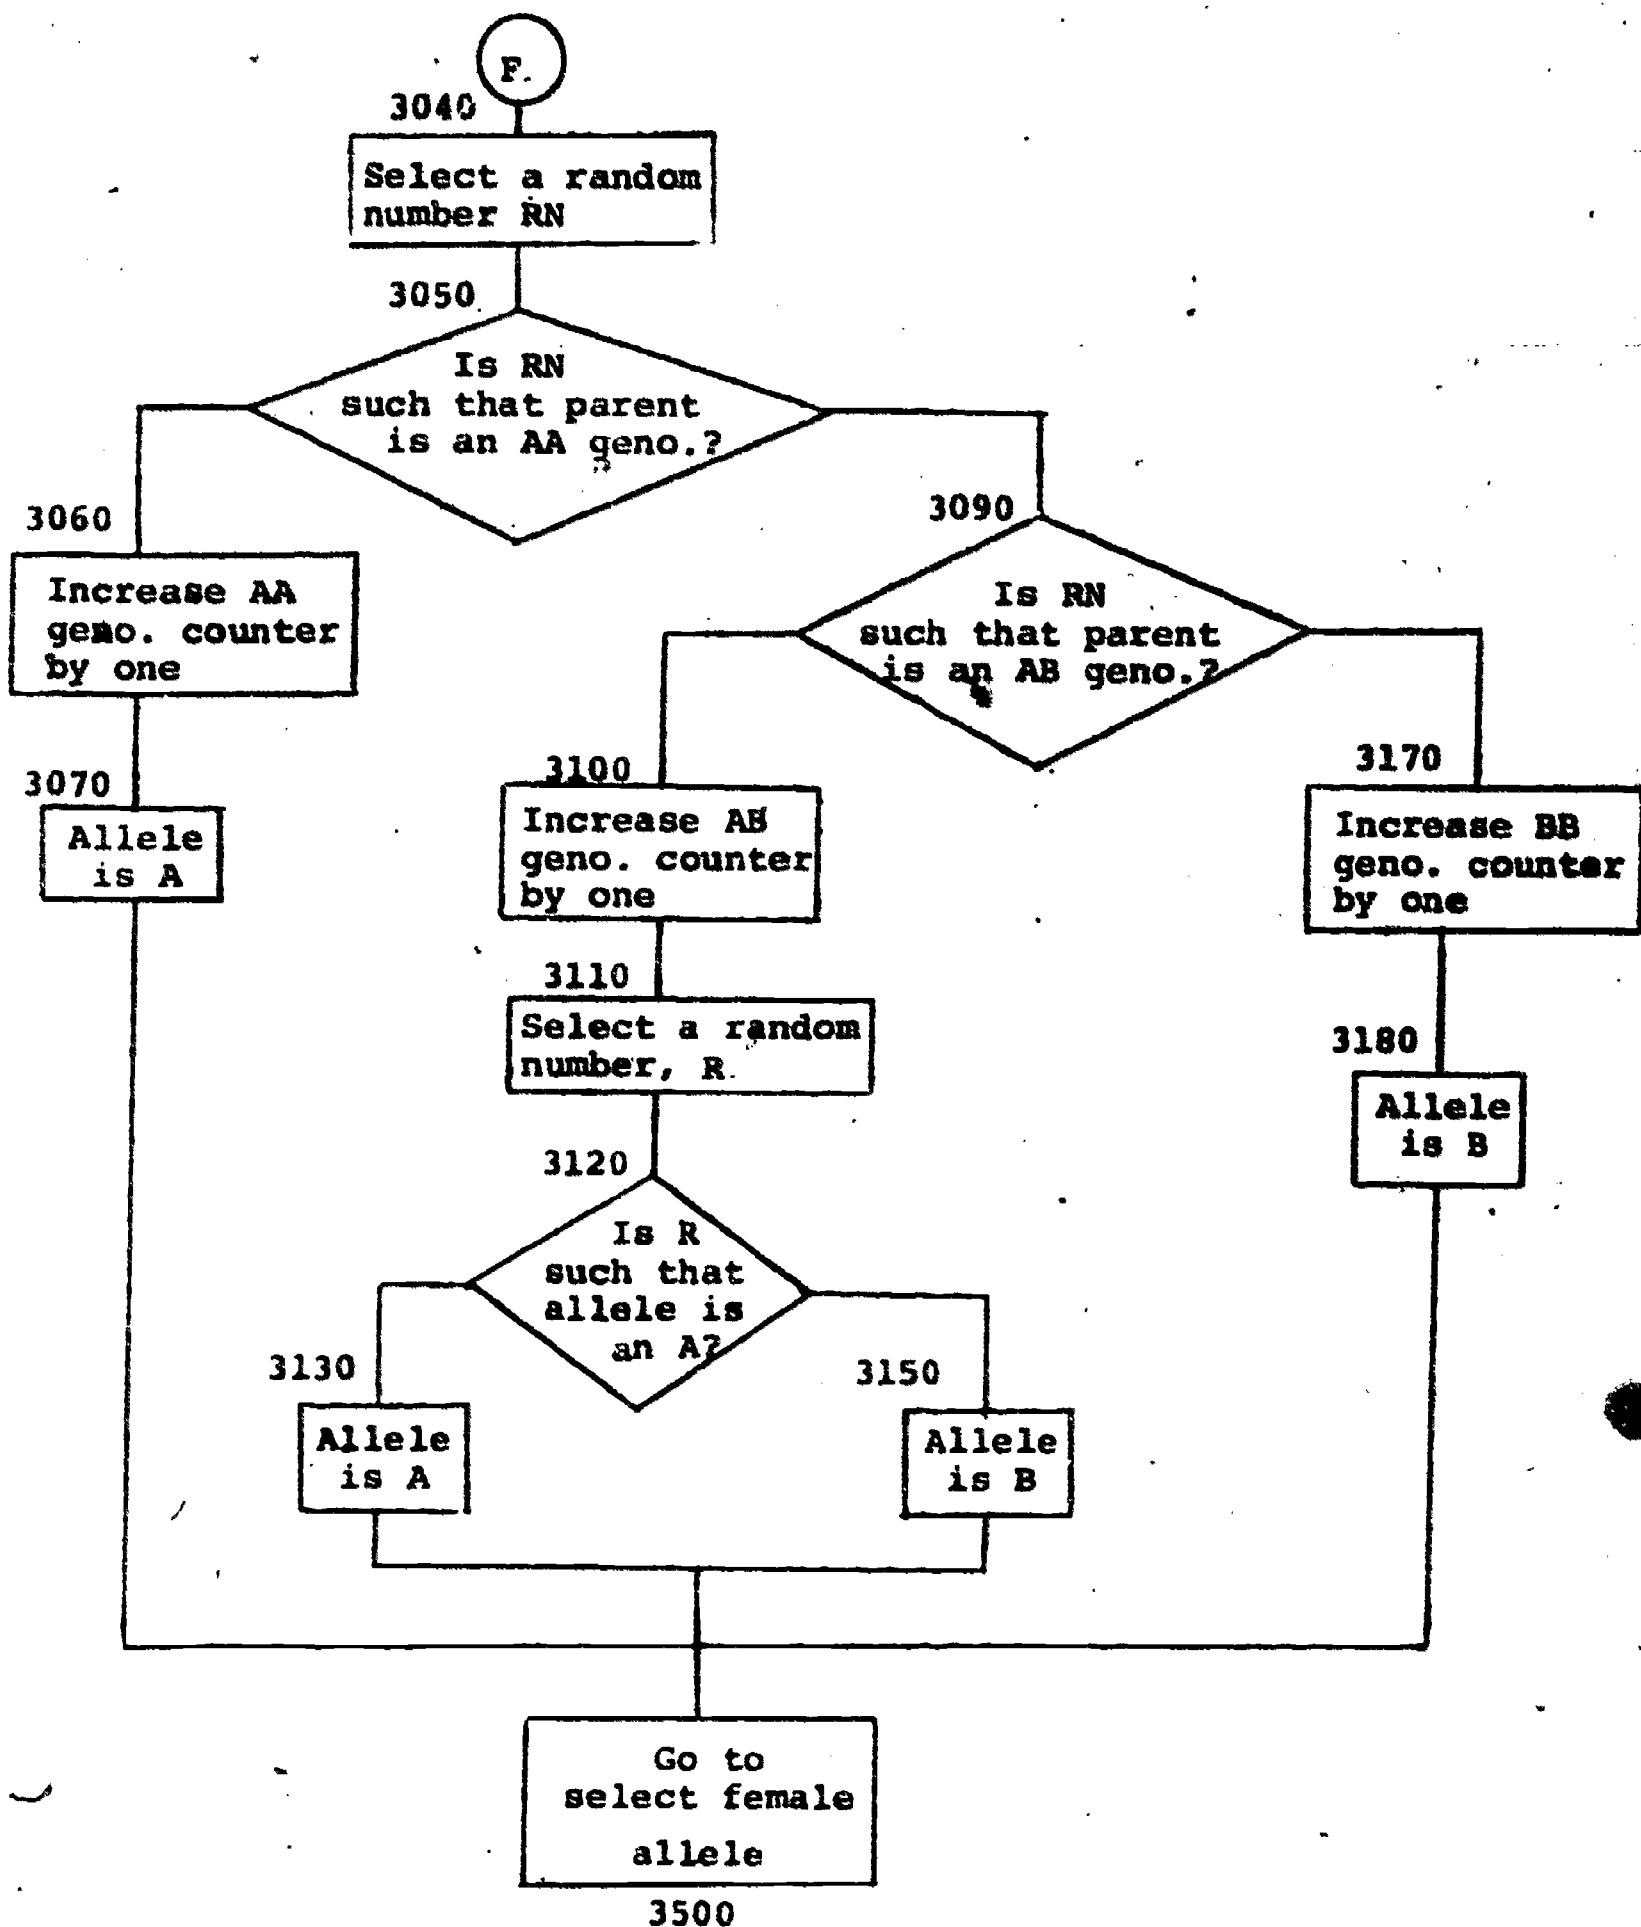 F.
3040
Select a random
number RN
3050
Is RN
such that parent
is an AA geno.?
3060
Increase AA
geno. counter
by one
3070
Allele
is A
3090
Is RN
such that parent
is an AB geno.?
3100
Increase AB
geno. counter
by one
3110
Select a random
number, R.
3120
Is R
such that
allele is
an A?
3130
Allele
is A
3150
Allele
is B
3170
Increase BB
geno. counter
by one
3180
Allele
is B
Go to
select female
allele
3500